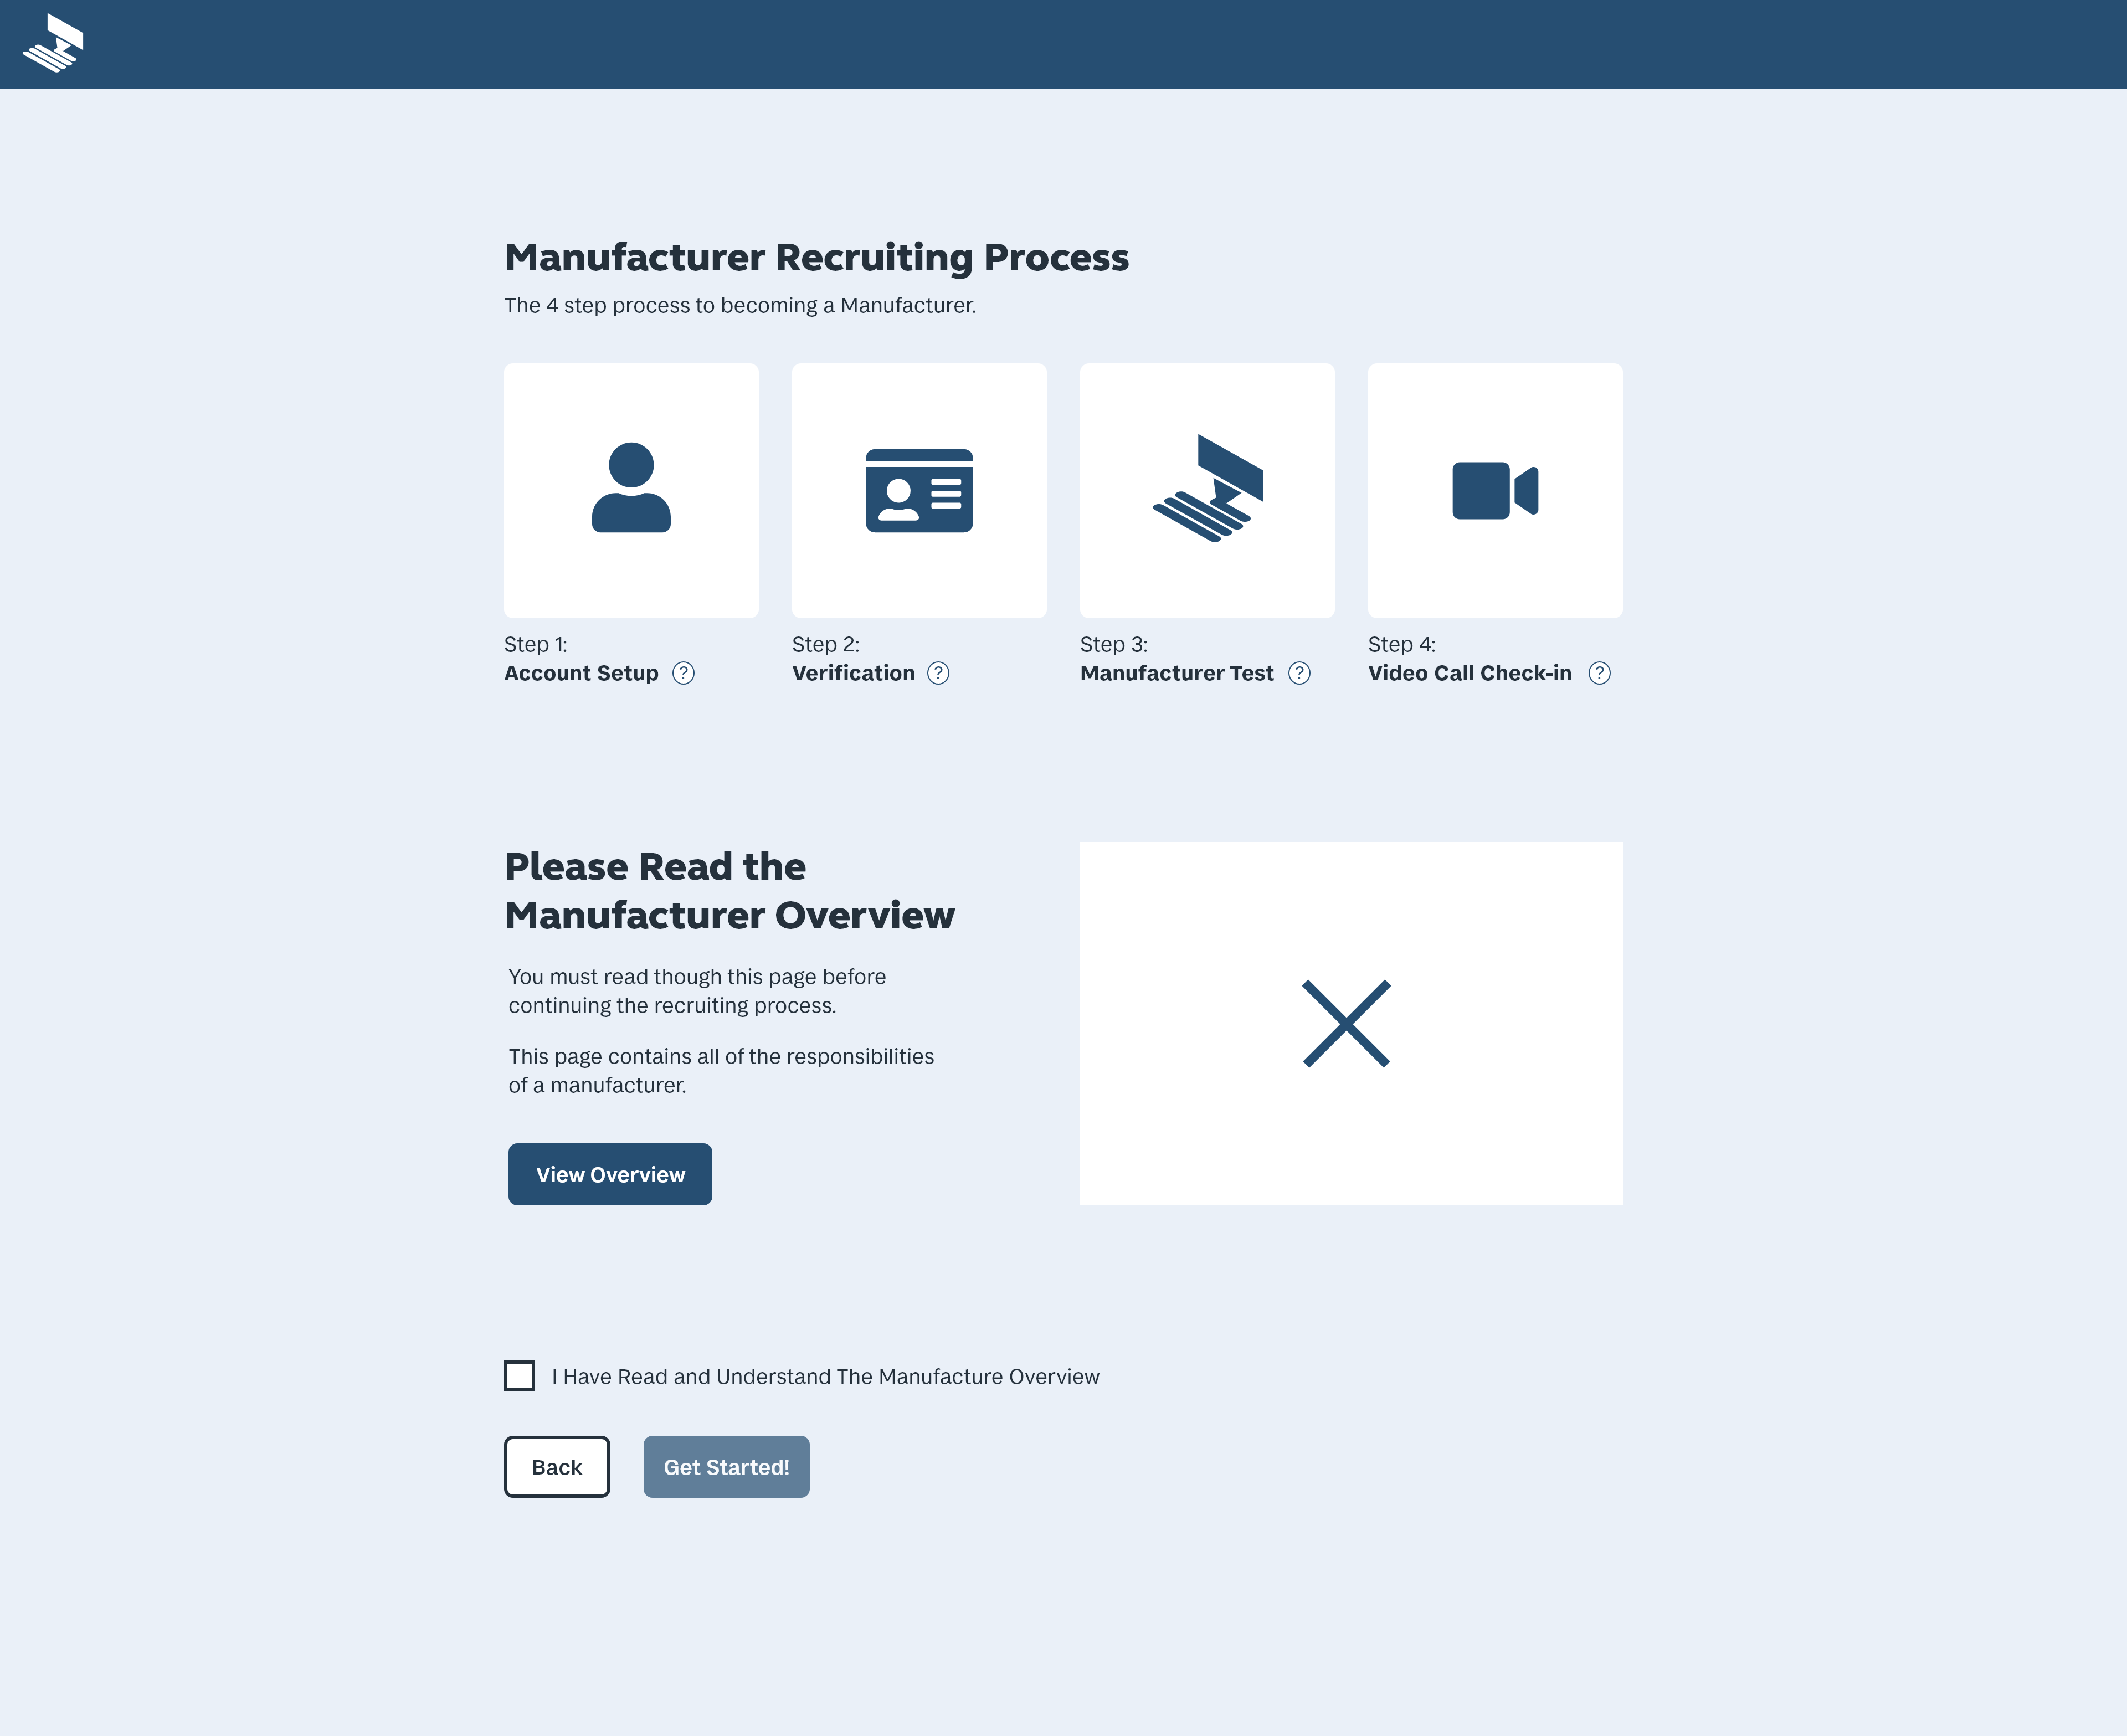 Manufacturer Recruiting Process
The 4 step process to becoming a Manufacturer.
Step 1:
Account Setup ?
Step 2:
Verification ?
Step 3:
Manufacturer Test ?
Step 4:
Video Call Check-in ?
Please Read the
Manufacturer Overview
You must read though this page before
continuing the recruiting process.
This page contains all of the responsibilities
of a manufacturer.
View Overview
I Have Read and Understand The Manufacture Overview
Back
Get Started!